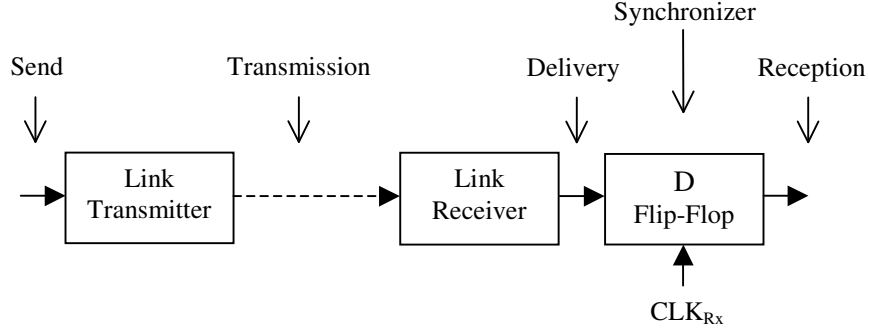 Synchronizer
Send
Transmission
Delivery
Reception
Link
Transmitter
Link
Receiver
D
Flip-Flop
CLKRx